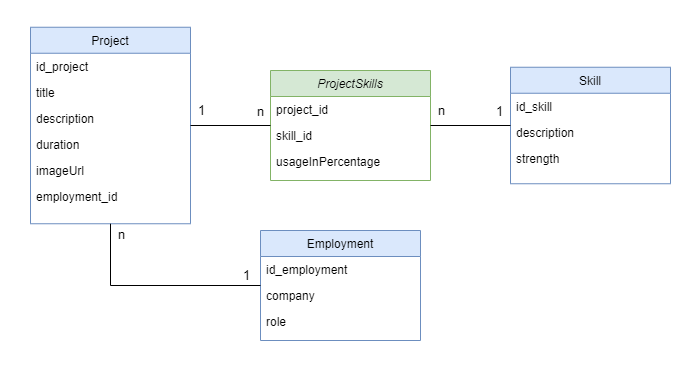 Project
id_project
title
description
duration
imageUrl
employment_id
1
n
ProjectSkills
project_id
skill_id
usageInPercentage
n
1
Skill
id_skill
description
strength
n
1
Employment
id_employment
company
role